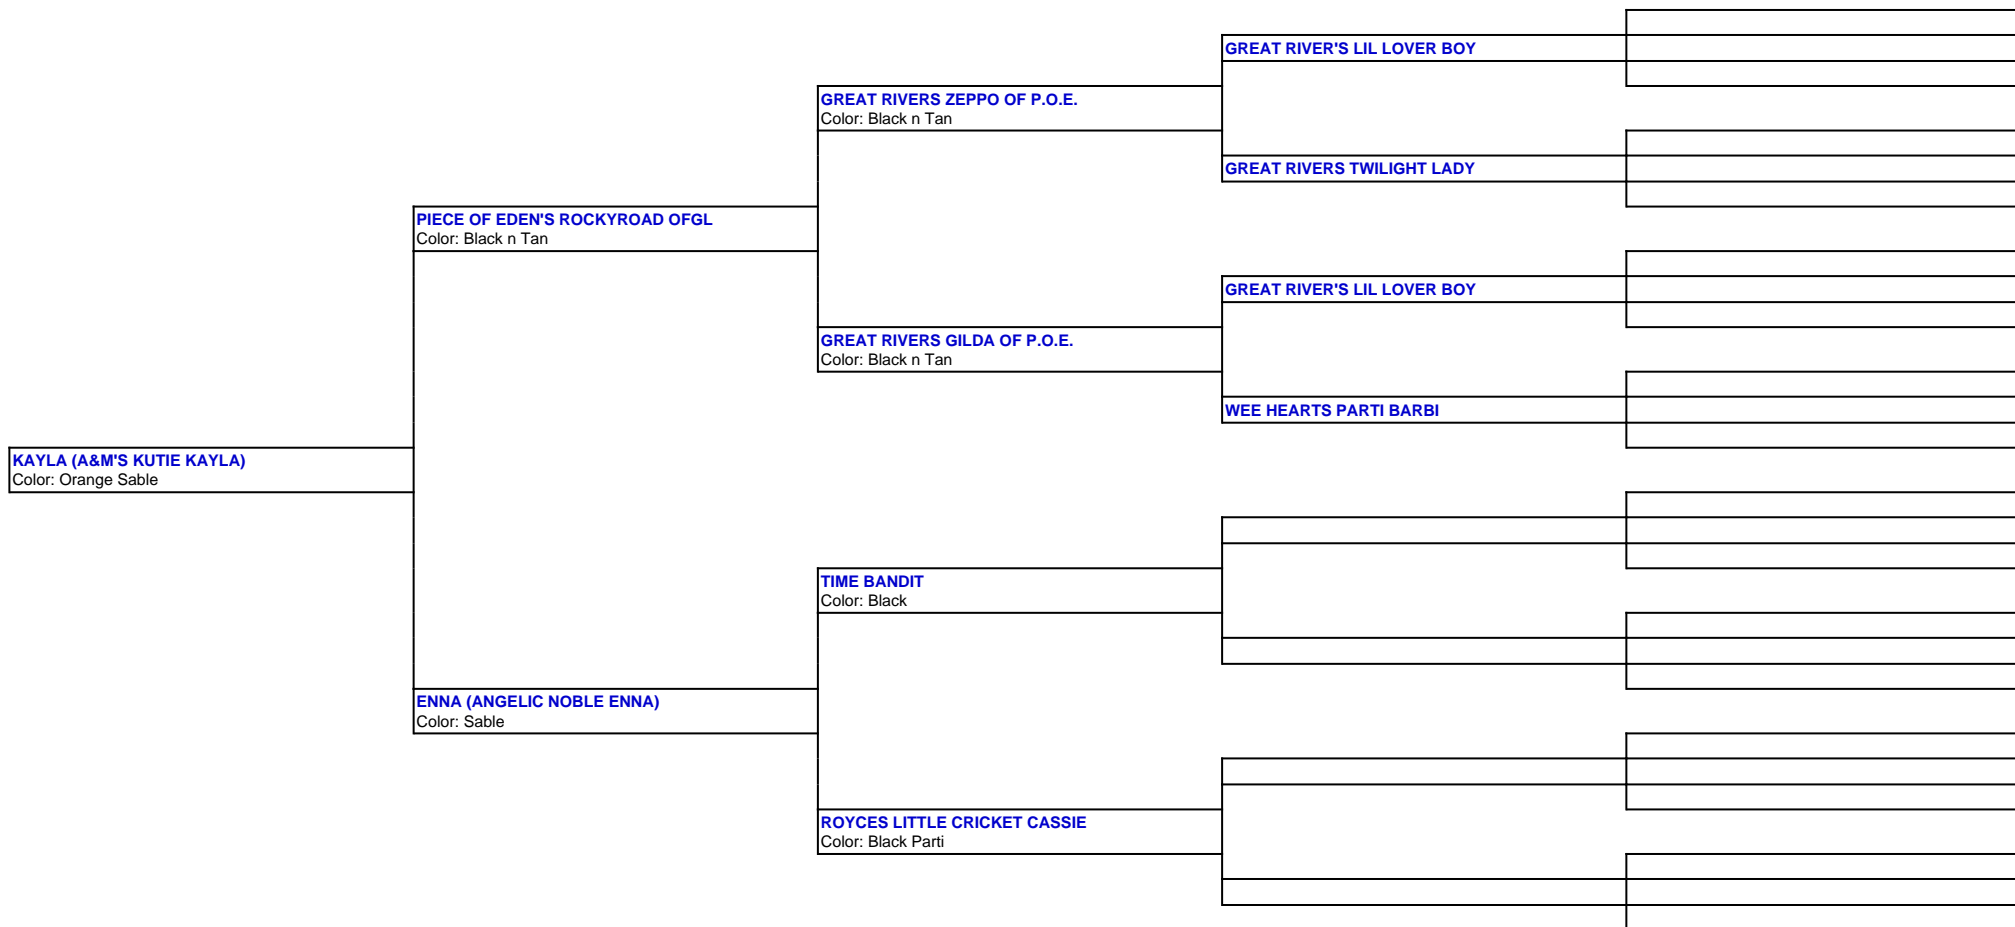 GREAT RIVER'S LIL LOVER BOY
GREAT RIVERS ZEPPO OF P.O.E.
Color: Black n Tan
GREAT RIVERS TWILIGHT LADY
PIECE OF EDEN'S ROCKYROAD OFGL
Color: Black n Tan
GREAT RIVER'S LIL LOVER BOY
GREAT RIVERS GILDA OF P.O.E.
Color: Black n Tan
WEE HEARTS PARTI BARBI
KAYLA (A&M'S KUTIE KAYLA)
Color: Orange Sable
TIME BANDIT
Color: Black
ENNA (ANGELIC NOBLE ENNA)
Color: Sable
ROYCES LITTLE CRICKET CASSIE
Color: Black Parti